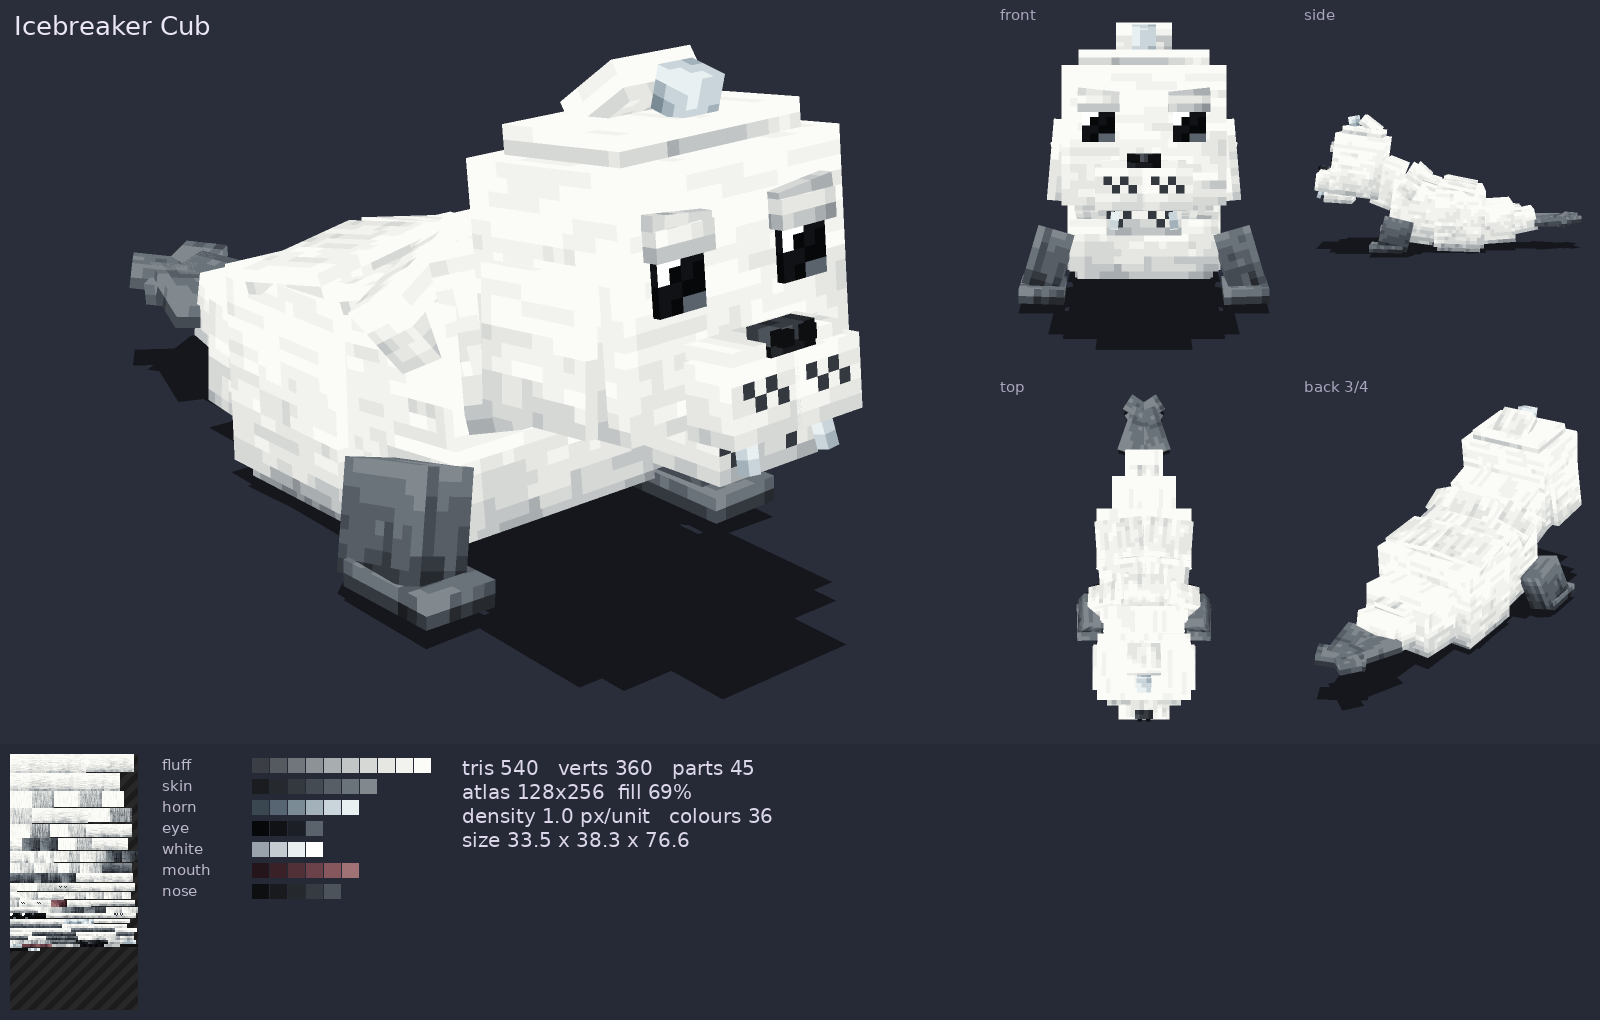 Icebreaker Cub
front
side
top
back 3/4
fluff
skin
horn
eye
white
mouth
nose
tris 540   verts 360   parts 45
atlas 128x256  fill 69%
density 1.0 px/unit   colours 36
size 33.5 x 38.3 x 76.6